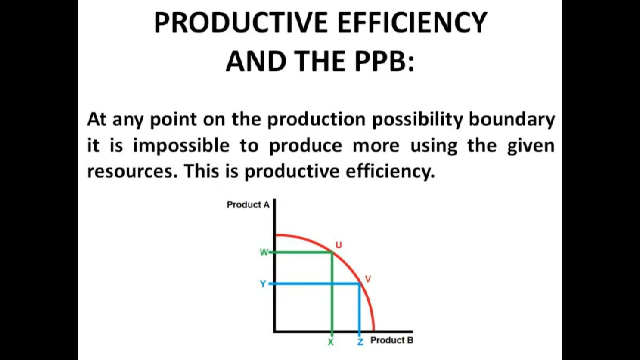 PRODUCTIVE EFFICIENCY
AND THE PPB:
At any point on the production possibility boundary
it is impossible to produce more using the given
resources. This is productive efficiency.
Product A
U
W
V
Y
X
Z
Product B